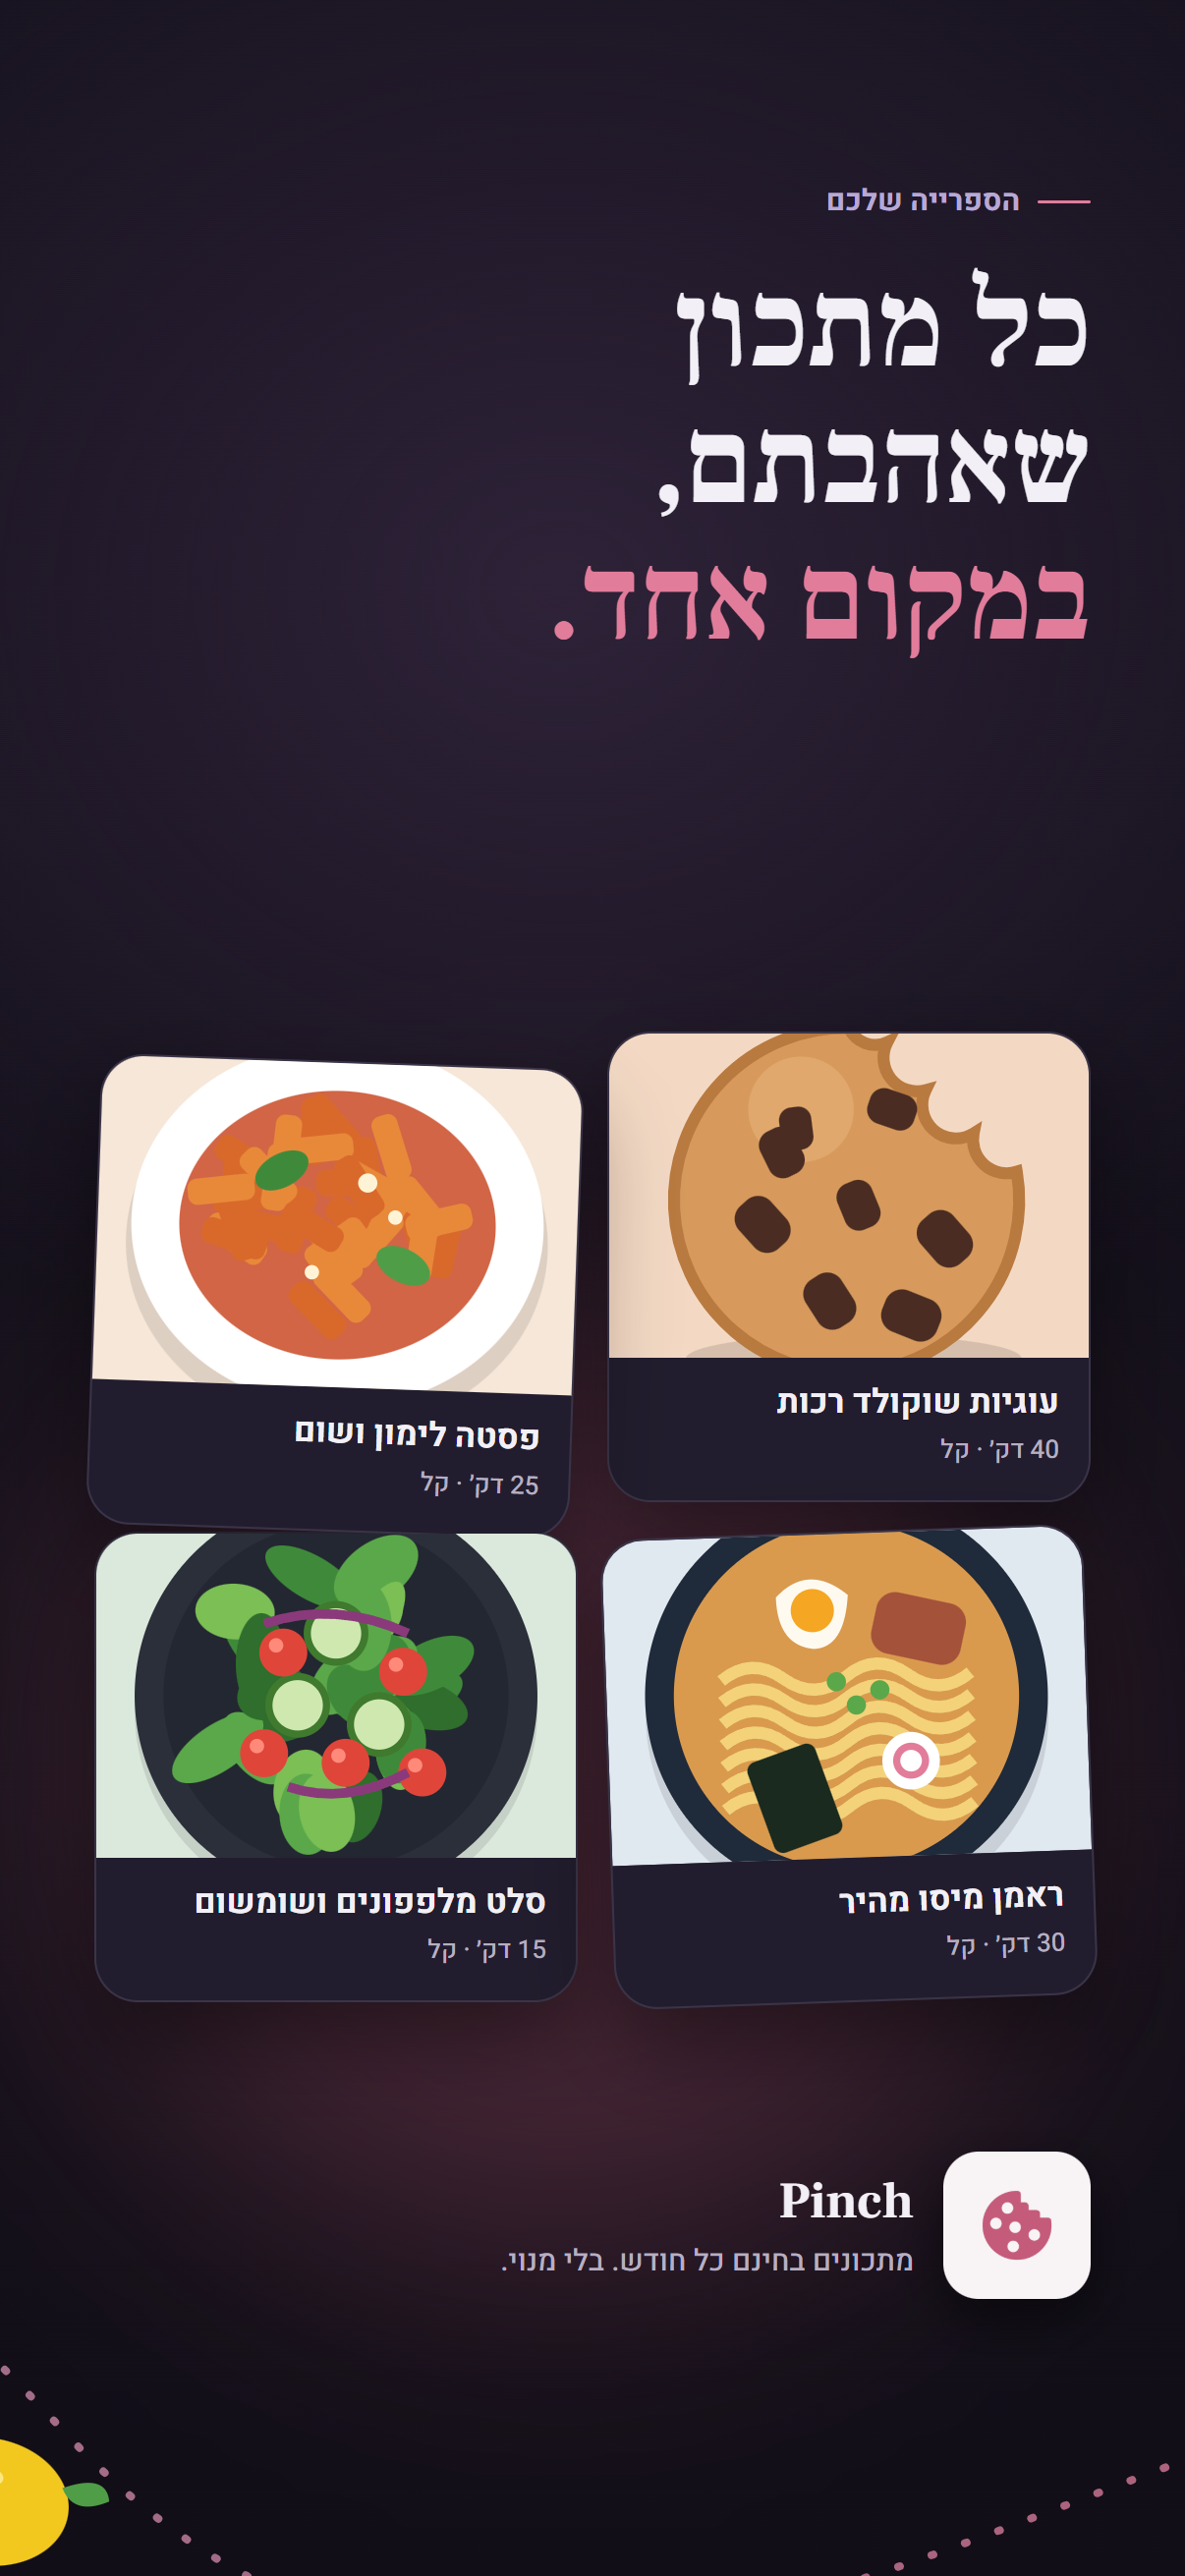 הספרייה שלכם
כל מתכון
שאהבתם,
במקום אחד.
עוגיות שוקולד רכות
40 דק׳ · קל
פסטה לימון ושום
25 דק׳ · קל
ראמן מיסו מהיר
30 דק׳ · קל
סלט מלפפונים ושומשום
15 דק׳ · קל
Pinch
מתכונים בחינם כל חודש. בלי מנוי.